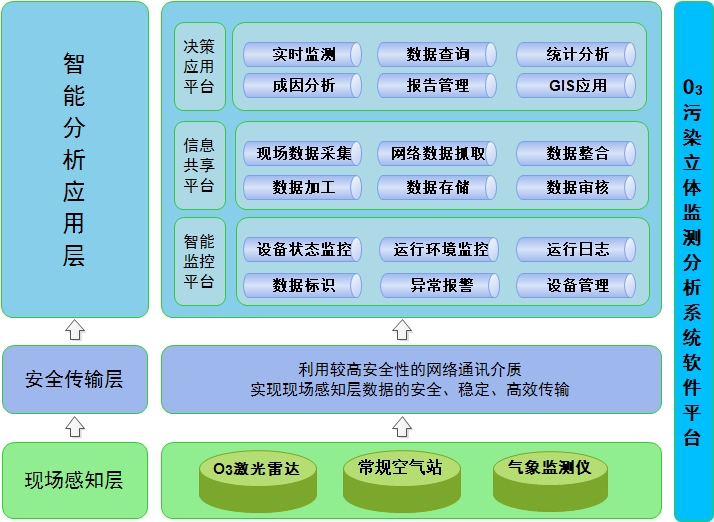 智能分析应用层
决策
应用
平台
实时监测
数据查询
统计分析
成因分析
报告管理
GIS应用
信息
共享
平台
现场数据采集
网络数据抓取
数据整合
数据加工
数据存储
数据审核
智能
监控
平台
设备状态监控
运行环境监控
运行日志
数据标识
异常报警
设备管理
安全传输层
利用较高安全性的网络通讯介质
实现现场感知层数据的安全、稳定、高效传输
现场感知层
O3激光雷达
常规空气站
气象监测仪
O3污染立体监测分析系统软件平台